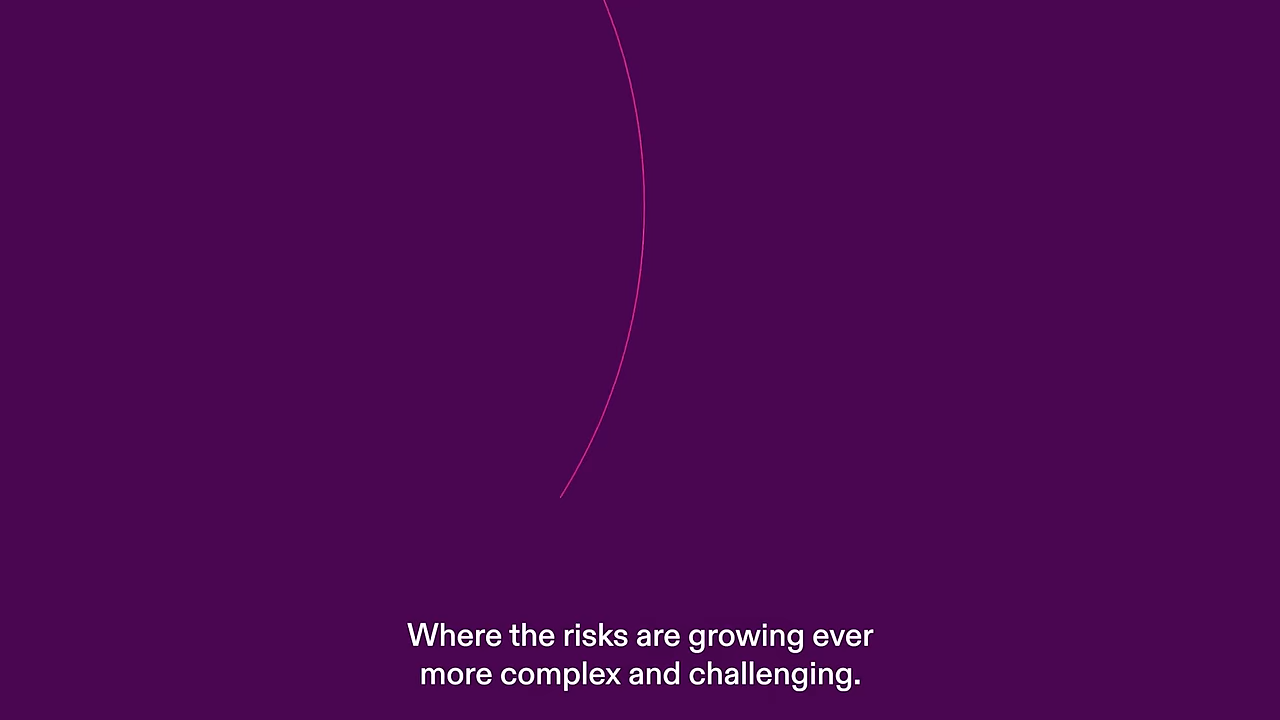 Where the risks are growing ever
more complex and challenging.